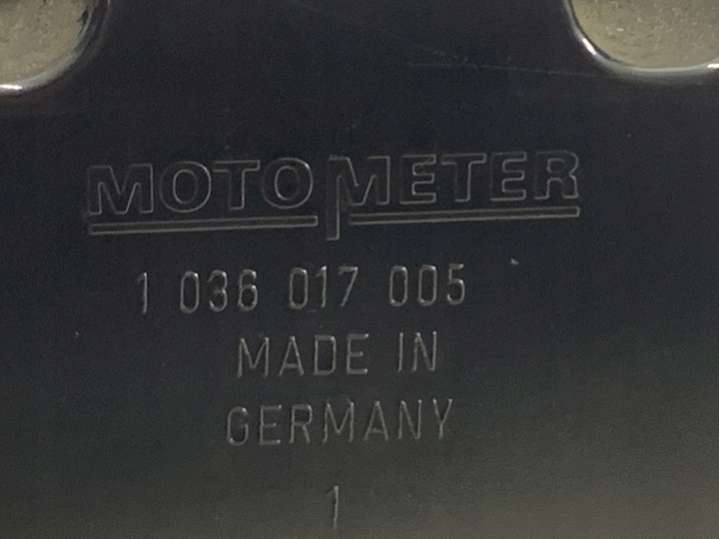 MOTOMETER
1 036 017 005
MADE IN
GERMANY
1